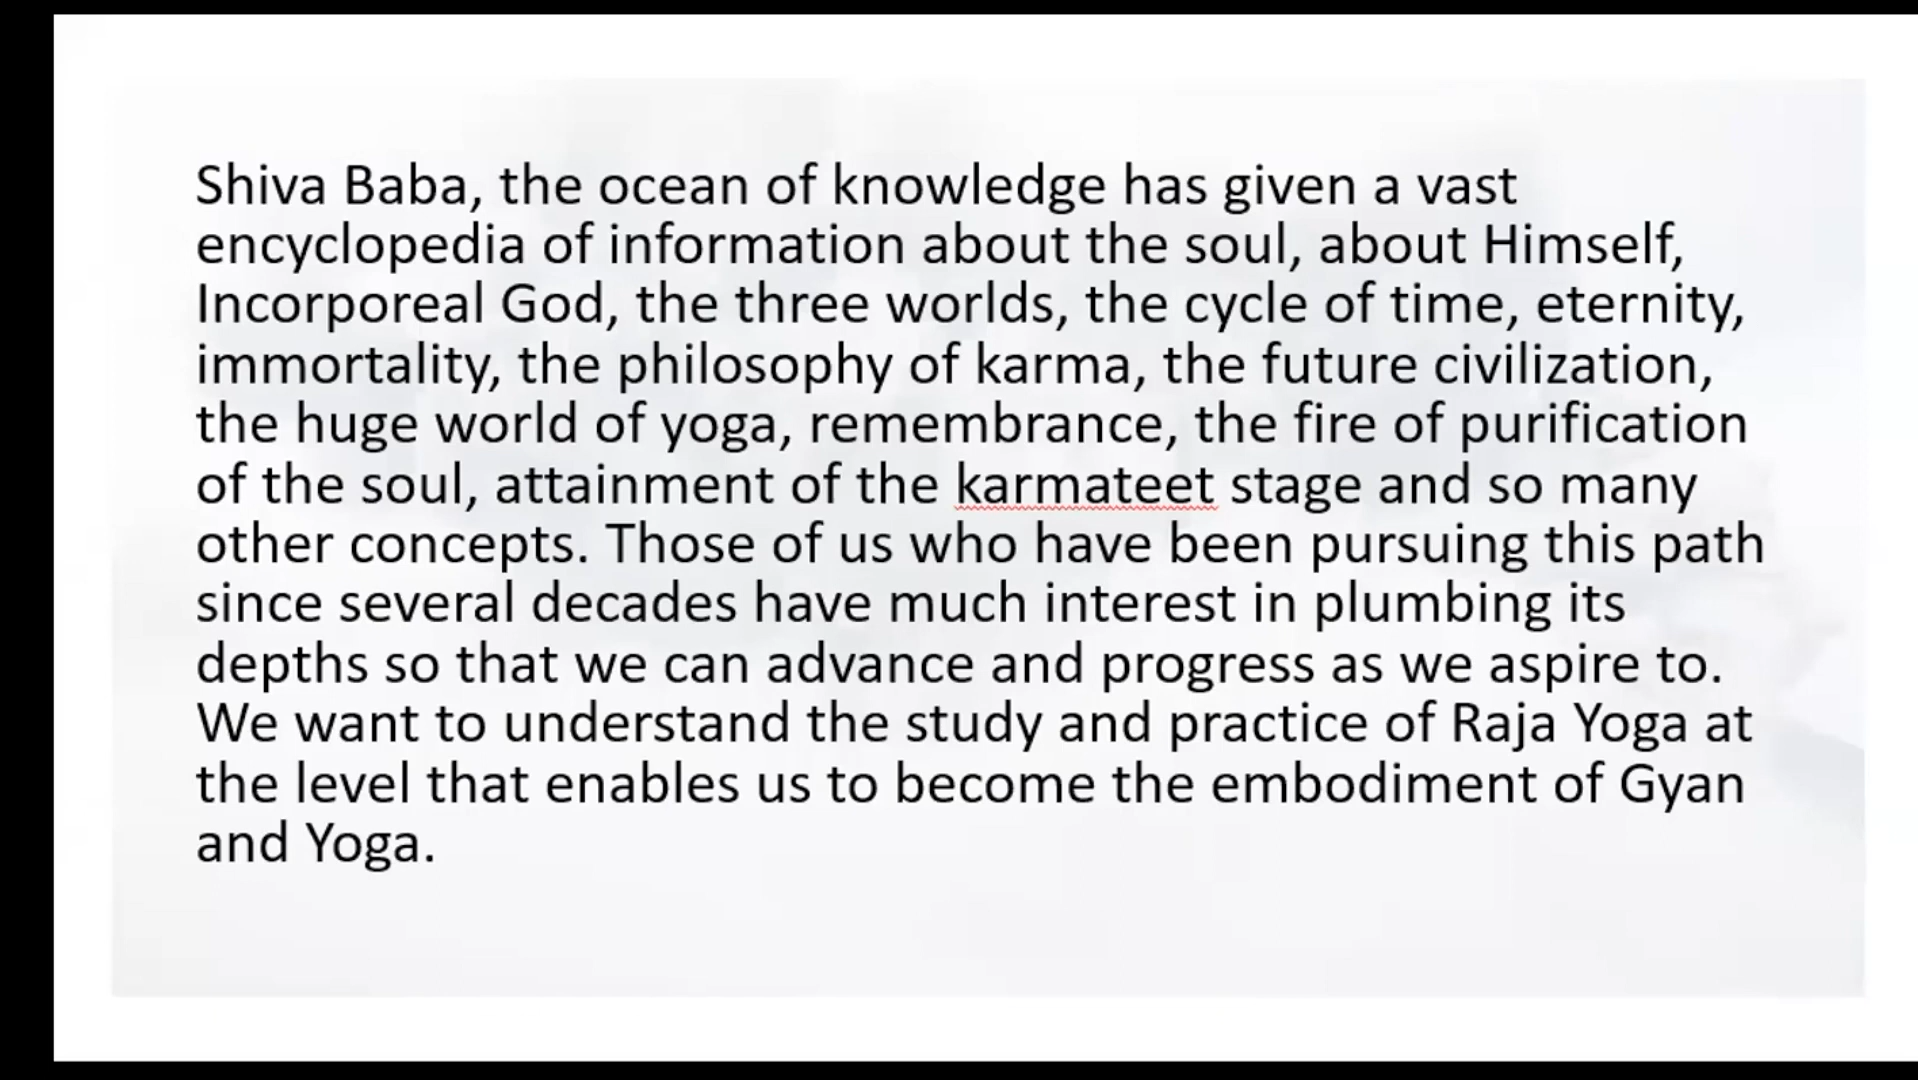 Shiva Baba, the ocean of knowledge has given a vast
encyclopedia of information about the soul, about Himself,
Incorporeal God, the three worlds, the cycle of time, eternity,
immortality, the philosophy of karma, the future civilization,
the huge world of yoga, remembrance, the fire of purification
of the soul, attainment of the karmateet stage and so many
other concepts. Those of us who have been pursuing this path
since several decades have much interest in plumbing its
depths so that we can advance and progress as we aspire to.
We want to understand the study and practice of Raja Yoga at
the level that enables us to become the embodiment of Gyan
and Yoga.